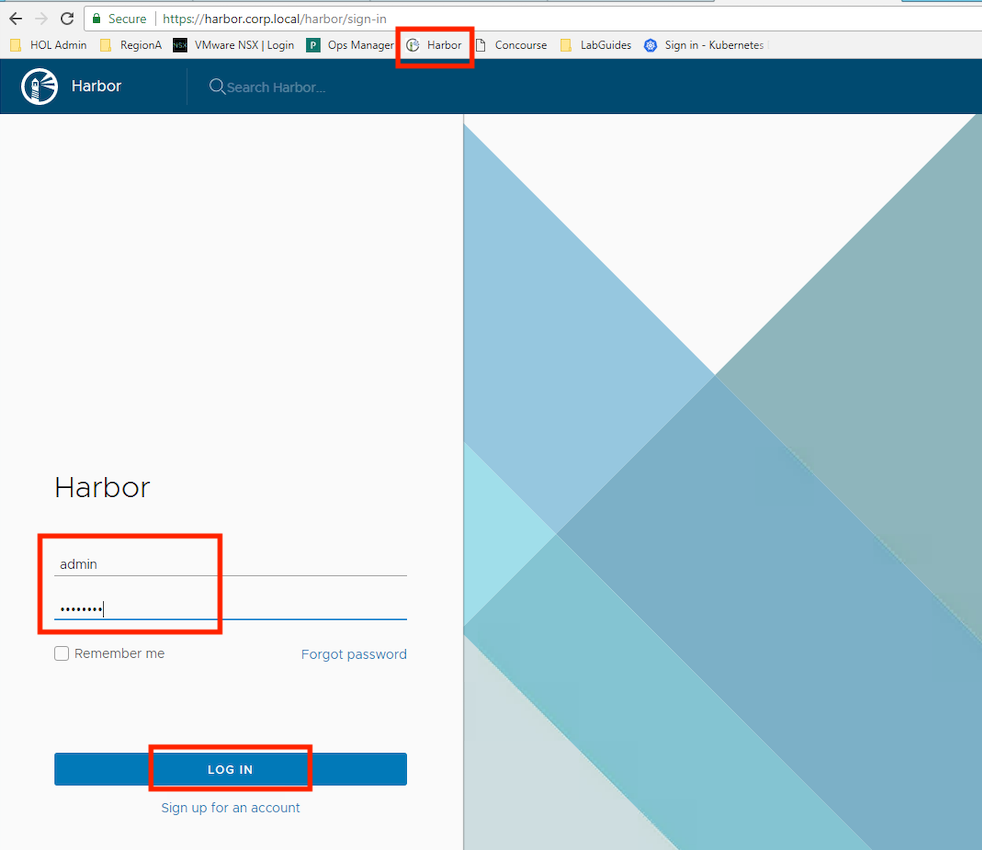 Secure | https://harbor.corp.local/harbor/sign-in
HOL Admin RegionA NSX VMware NSX | Login P Ops Manager Harbor Concourse LabGuides Sign in - Kubernetes
Harbor Search Harbor...
Harbor
admin
••••••••
Remember me Forgot password
LOG IN
Sign up for an account